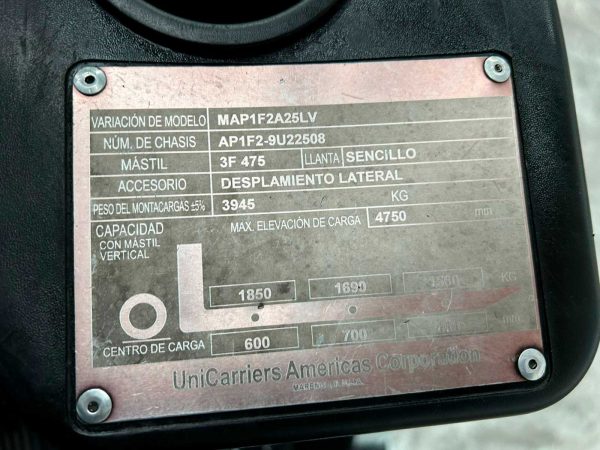 VARIACIÓN DE MODELO MAP1F2A25LV
NÚM. DE CHASIS AP1F2-9U22508
MÁSTIL 3F 475 LLANTA SENCILLO
ACCESORIO DESPLAMIENTO LATERAL
PESO DEL MONTACARGAS ±5% 3945 KG
CAPACIDAD MAX. ELEVACIÓN DE CARGA 4750 mm
CON MÁSTIL
VERTICAL
1850 1690 KG
CENTRO DE CARGA 600 700 mm
UniCarriers Americas Corporation